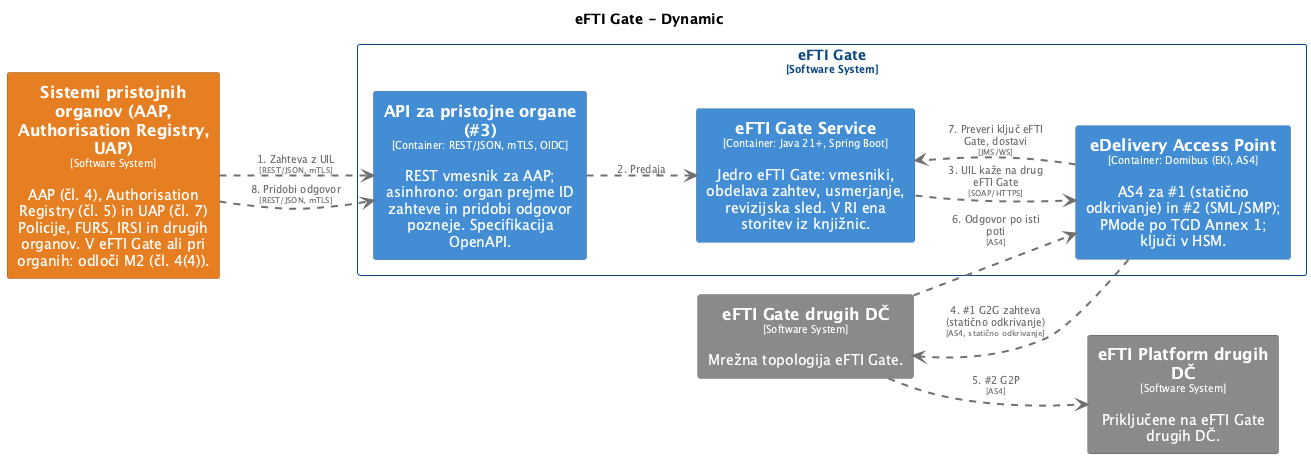 eFTI Gate – Dynamic
eFTI Gate
[Software System]
Sistemi pristojnih
organov (AAP,
Authorisation Registry,
UAP)
[Software System]
AAP (čl. 4), Authorisation
Registry (čl. 5) in UAP (čl. 7)
Policije, FURS, IRSI in drugih
organov. V eFTI Gate ali pri
organih: odloči M2 (čl. 4(4)).
1. Zahteva z UIL
[REST/JSON, mTLS]
8. Pridobi odgovor
[REST/JSON, mTLS]
API za pristojne organe
(#3)
[Container: REST/JSON, mTLS, OIDC]
REST vmesnik za AAP;
asinhrono: organ prejme ID
zahteve in pridobi odgovor
pozneje. Specifikacija
OpenAPI.
2. Predaja
eFTI Gate Service
[Container: Java 21+, Spring Boot]
Jedro eFTI Gate: vmesniki,
obdelava zahtev, usmerjanje,
revizijska sled. V RI ena
storitev iz knjižnic.
7. Preveri ključ eFTI
Gate, dostavi
[JMS/WS]
3. UIL kaže na drug
eFTI Gate
[SOAP/HTTPS]
6. Odgovor po isti
poti
[AS4]
eDelivery Access Point
[Container: Domibus (EK), AS4]
AS4 za #1 (statično
odkrivanje) in #2 (SML/SMP);
PMode po TGD Annex 1;
ključi v HSM.
eFTI Gate drugih DČ
[Software System]
Mrežna topologija eFTI Gate.
4. #1 G2G zahteva
(statično odkrivanje)
[AS4, statično odkrivanje]
5. #2 G2P
[AS4]
eFTI Platform drugih
DČ
[Software System]
Priključene na eFTI Gate
drugih DČ.